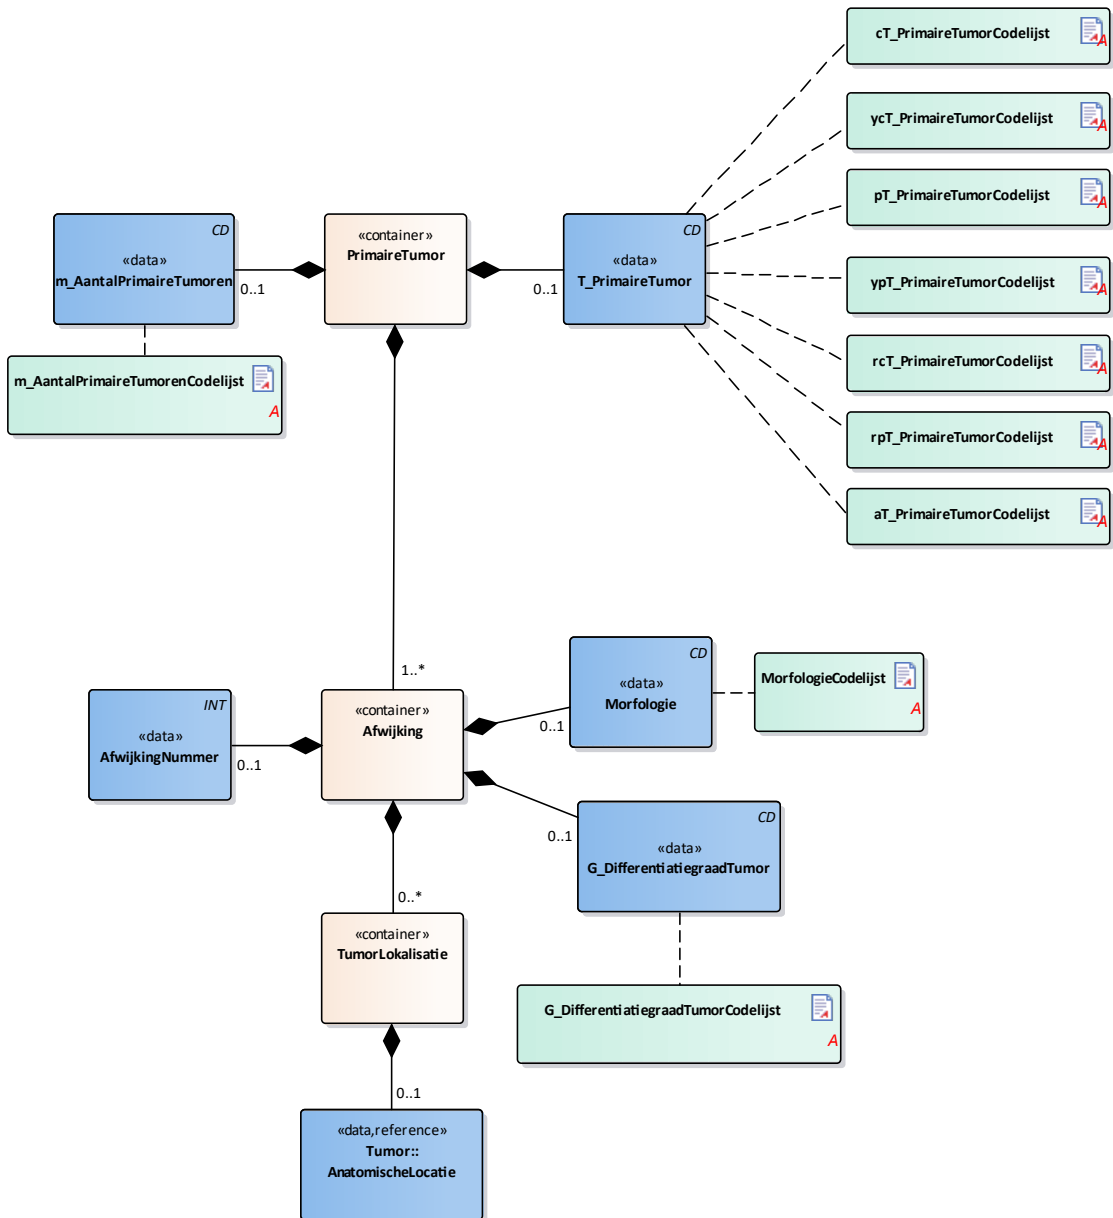 cT_PrimaireTumorCodelijst
A
ycT_PrimaireTumorCodelijst
A
pT_PrimaireTumorCodelijst
A
CD
«data»
m_AantalPrimaireTumoren
0..1
«container»
PrimaireTumor
CD
«data»
T_PrimaireTumor
0..1
ypT_PrimaireTumorCodelijst
A
rcT_PrimaireTumorCodelijst
A
m_AantalPrimaireTumorenCodelijst
A
rpT_PrimaireTumorCodelijst
A
aT_PrimaireTumorCodelijst
A
1..*
CD
«data»
Morfologie
0..1
MorfologieCodelijst
A
INT
«data»
AfwijkingNummer
0..1
«container»
Afwijking
CD
«data»
G_DifferentiatiegraadTumor
0..1
0..*
«container»
TumorLokalisatie
G_DifferentiatiegraadTumorCodelijst
A
0..1
«data,reference»
Tumor::
AnatomischeLocatie